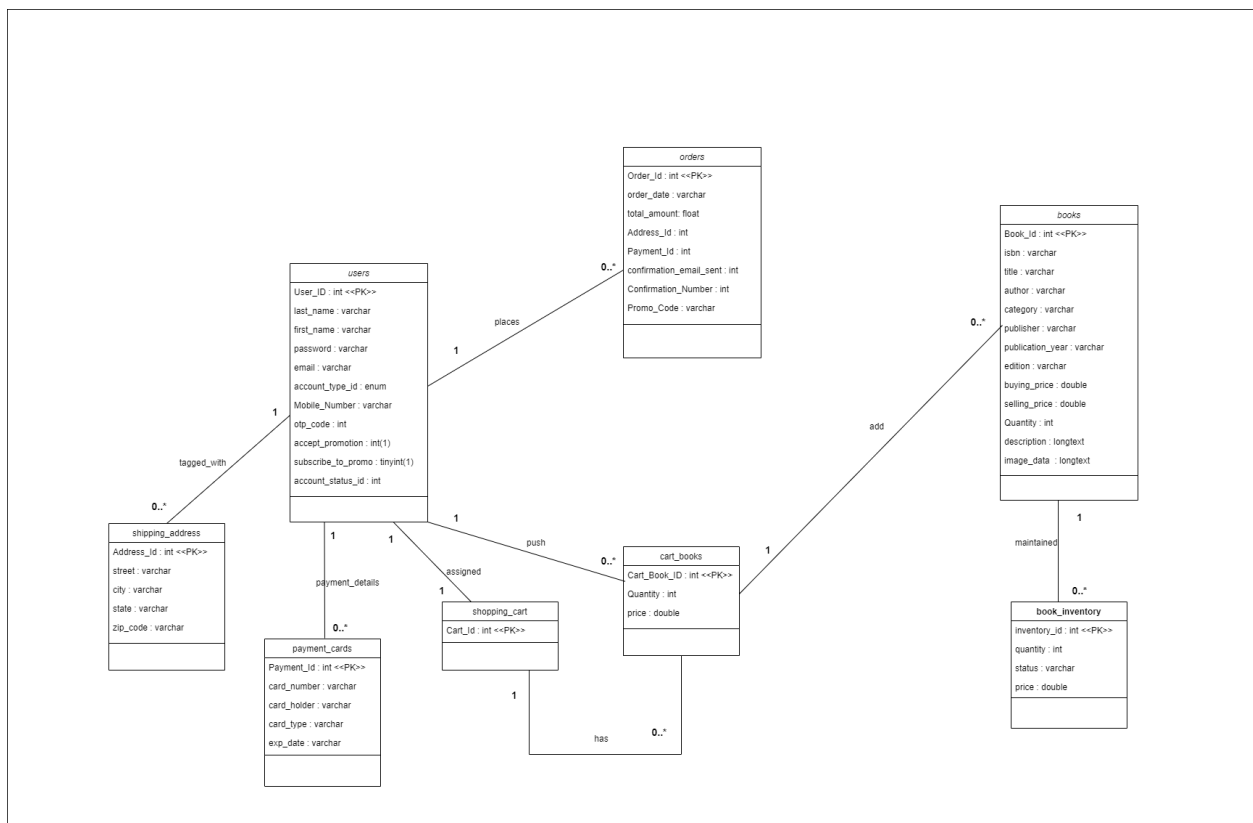 orders
Order_Id : int <<PK>>
order_date : varchar
total_amount: float
Address_Id : int
Payment_Id : int
confirmation_email_sent : int
Confirmation_Number : int
Promo_Code : varchar
books
Book_Id : int <<PK>>
isbn : varchar
title : varchar
author : varchar
category : varchar
publisher : varchar
publication_year : varchar
edition : varchar
buying_price : double
selling_price : double
Quantity : int
description : longtext
image_data : longtext
users
User_ID : int <<PK>>
last_name : varchar
first_name : varchar
password : varchar
email : varchar
account_type_id : enum
Mobile_Number : varchar
otp_code : int
accept_promotion : int(1)
subscribe_to_promo : tinyint(1)
account_status_id : int
0..*
places
1
0..*
add
1
1
tagged_with
0..*
shipping_address
Address_Id : int <<PK>>
street : varchar
city : varchar
state : varchar
zip_code : varchar
1
payment_details
0..*
payment_cards
Payment_Id : int <<PK>>
card_number : varchar
card_holder : varchar
card_type : varchar
exp_date : varchar
1
assigned
1
shopping_cart
Cart_Id : int <<PK>>
1
push
0..*
cart_books
Cart_Book_ID : int <<PK>>
Quantity : int
price : double
1
has
0..*
1
maintained
0..*
book_inventory
inventory_id : int <<PK>>
quantity : int
status : varchar
price : double